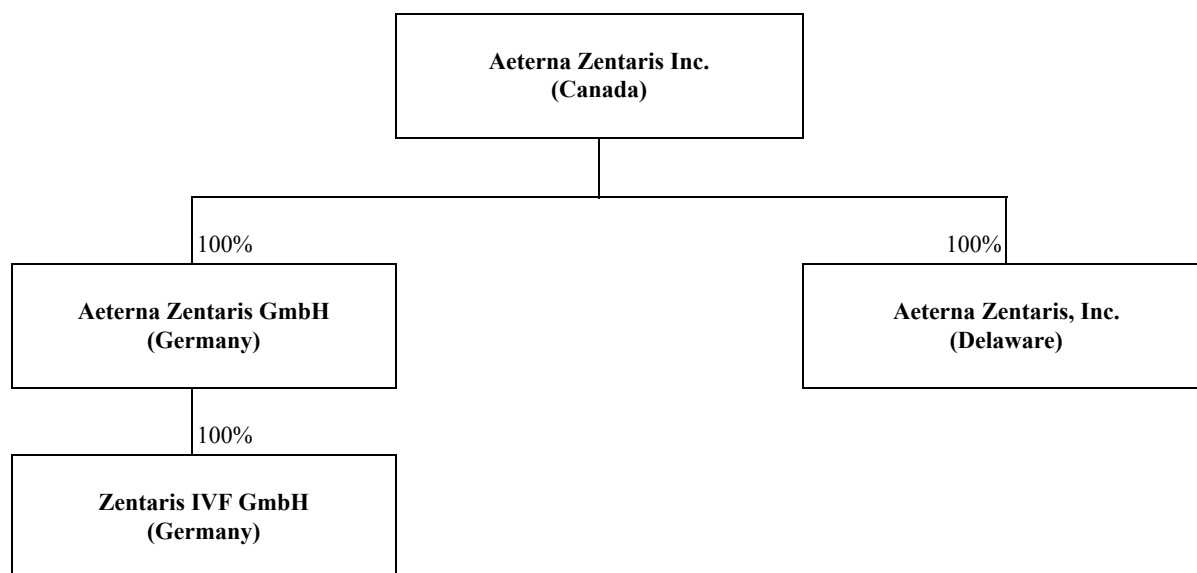 Aeterna Zentaris Inc.
(Canada)
100%
100%
Aeterna Zentaris GmbH
(Germany)
Aeterna Zentaris, Inc.
(Delaware)
100%
Zentaris IVF GmbH
(Germany)